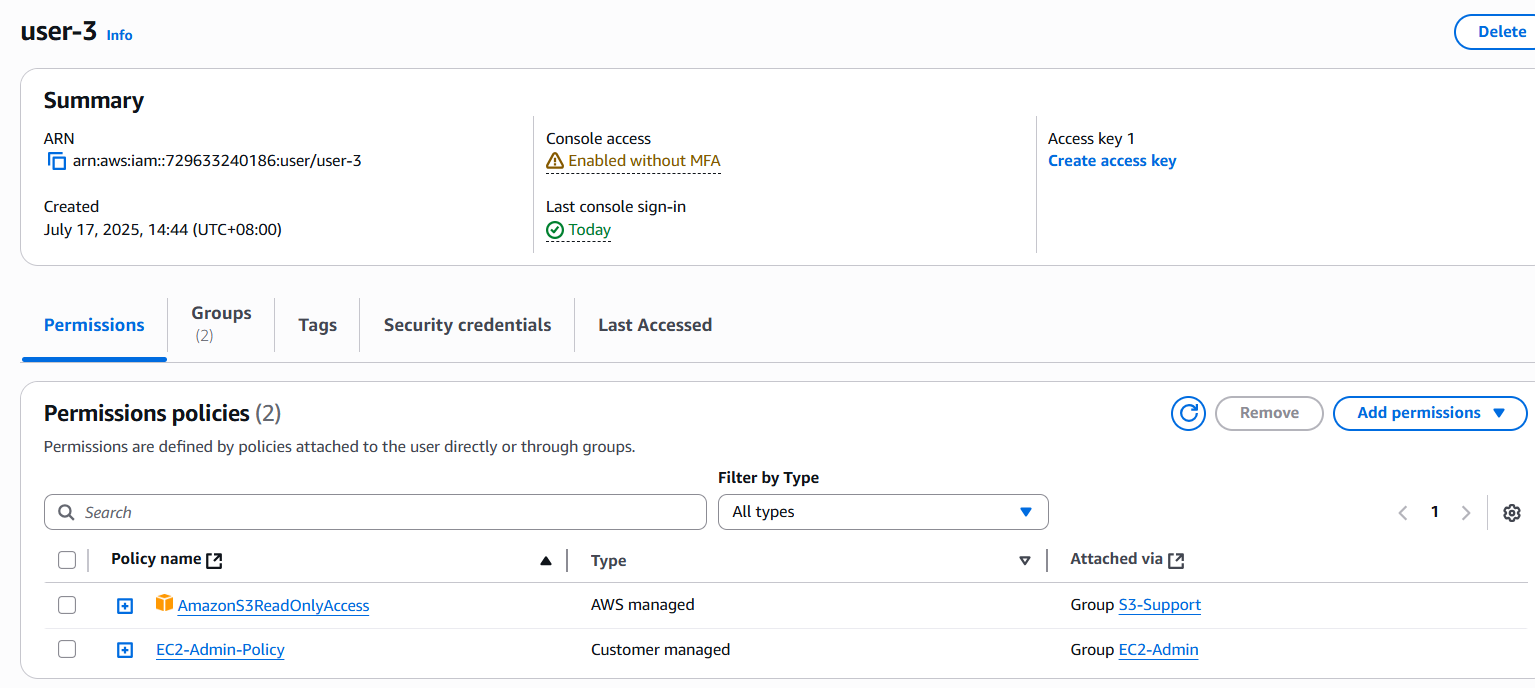 user-3 Info
Delete
Summary
ARN
arn:aws:iam::729633240186:user/user-3
Created
July 17, 2025, 14:44 (UTC+08:00)
Console access
Enabled without MFA
Last console sign-in
Today
Access key 1
Create access key
Permissions
Groups
(2)
Tags
Security credentials
Last Accessed
Permissions policies (2)
Remove
Add permissions
Permissions are defined by policies attached to the user directly or through groups.
Filter by Type
Search
All types
1
Policy name
Type
Attached via
AmazonS3ReadOnlyAccess
AWS managed
Group S3-Support
EC2-Admin-Policy
Customer managed
Group EC2-Admin